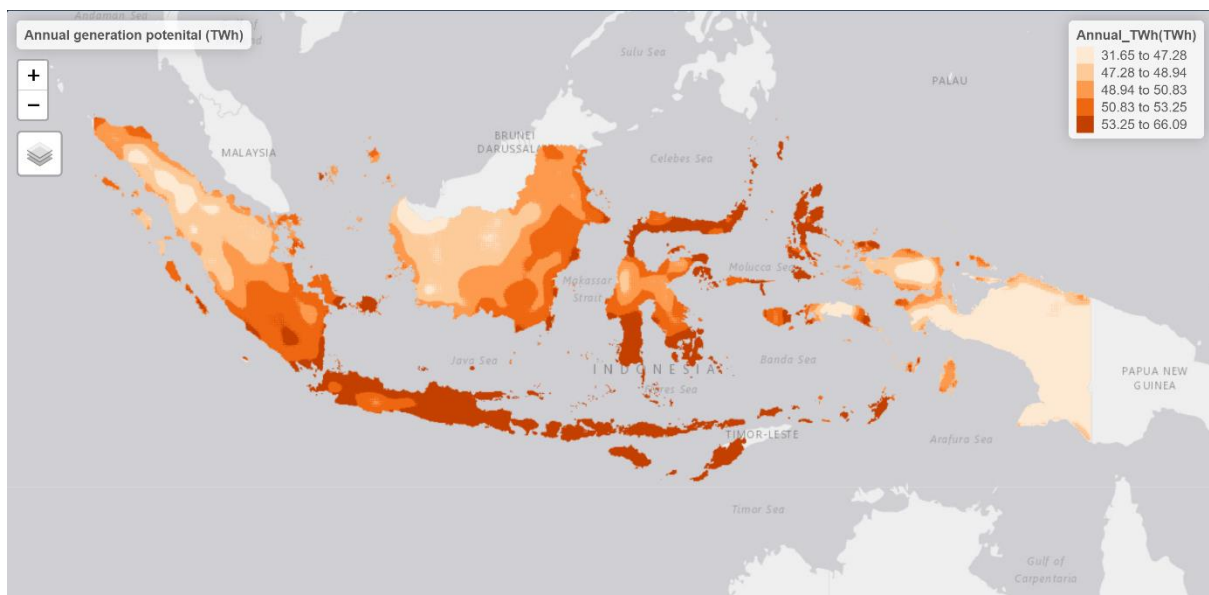 Andaman Sea
Annual generation potenital (TWh)
+
−
Annual_TWh(TWh)
31.65 to 47.28
47.28 to 48.94
48.94 to 50.83
50.83 to 53.25
53.25 to 66.09
Sulu Sea
PALAU
BRUNEI
MALAYSIA
Celebes Sea
Molucca Sea
Makassar
Strait
Java Sea
Banda Sea
INDONESIA
PAPUA NEW
GUINEA
TIMOR-LESTE
Arafura Sea
Timor Sea
Gulf of
Carpentaria